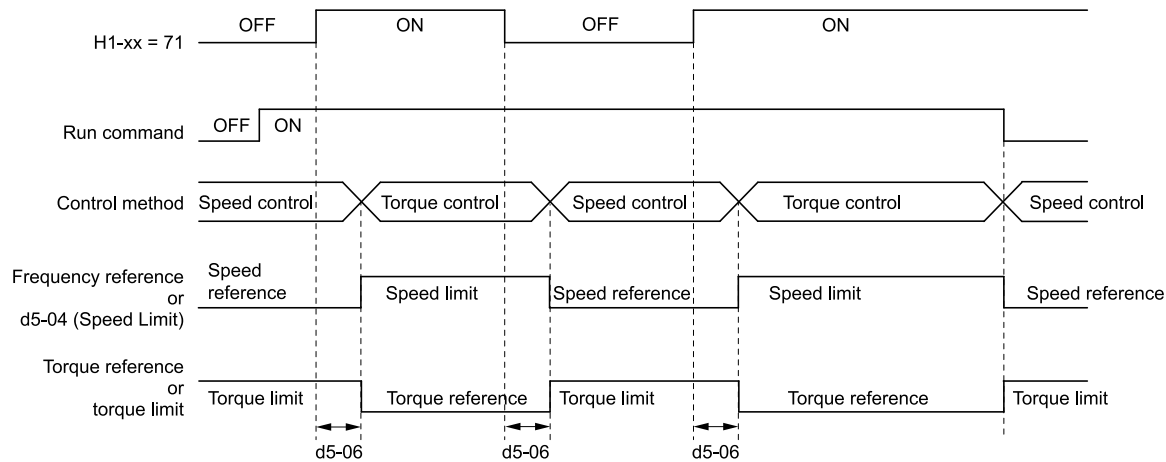 H1-xx = 71
OFF
ON
OFF
ON
Run command
OFF
ON
Control method
Speed control
Torque control
Speed control
Torque control
Speed control
Frequency reference
or
d5-04 (Speed Limit)
Speed
reference
Speed limit
Speed reference
Speed limit
Speed reference
Torque reference
or
torque limit
Torque limit
Torque reference
Torque limit
Torque reference
Torque limit
d5-06
d5-06
d5-06